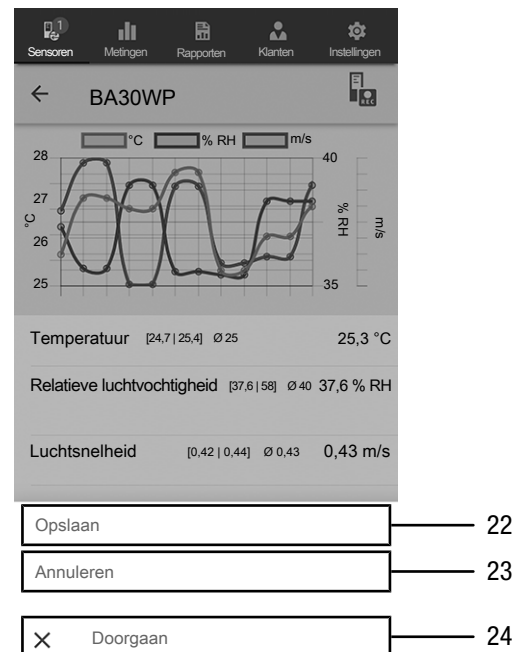 1
Sensoren Metingen Rapporten Klanten Instellingen
BA30WP
REC
°C % RH m/s
28 40
27
26
25 35
°C
% RH
m/s
Temperatuur [24,7 | 25,4] Ø 25 25,3 °C
Relatieve luchtvochtigheid [37,6 | 58] Ø 40 37,6 % RH
Luchtsnelheid [0,42 | 0,44] Ø 0,43 0,43 m/s
Opslaan 22
Annuleren 23
Doorgaan 24